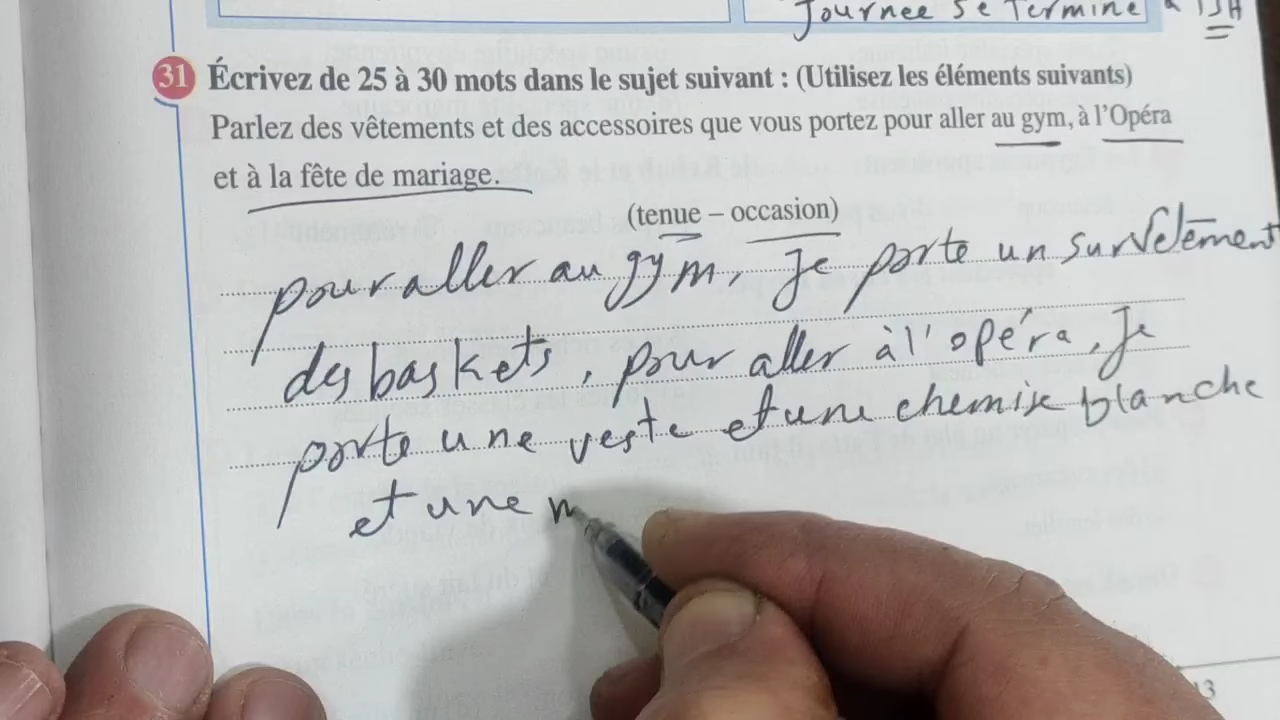 Journee se termine à 15H
31 Écrivez de 25 à 30 mots dans le sujet suivant : (Utilisez les éléments suivants)
Parlez des vêtements et des accessoires que vous portez pour aller au gym, à l'Opéra
et à la fête de mariage.
(tenue – occasion)
pour aller au gym, je porte un survêtement
des baskets, pour aller à l'opéra, je
porte une veste et une chemise blanche
et une
13